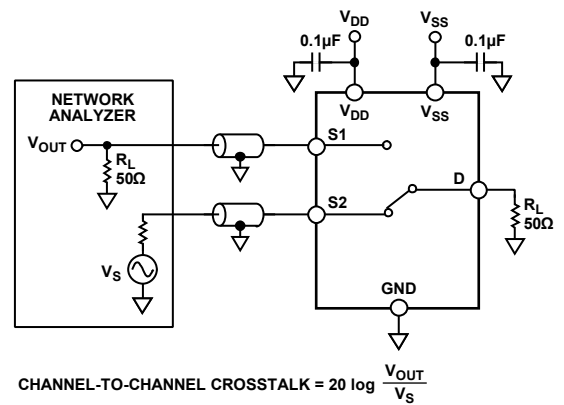 VDD
VSS
0.1µF
0.1µF
NETWORK
ANALYZER
VDD
VSS
VOUT
RL
50Ω
S1
S2
D
RL
50Ω
VS
GND
CHANNEL-TO-CHANNEL CROSSTALK = 20 log VOUT
VS